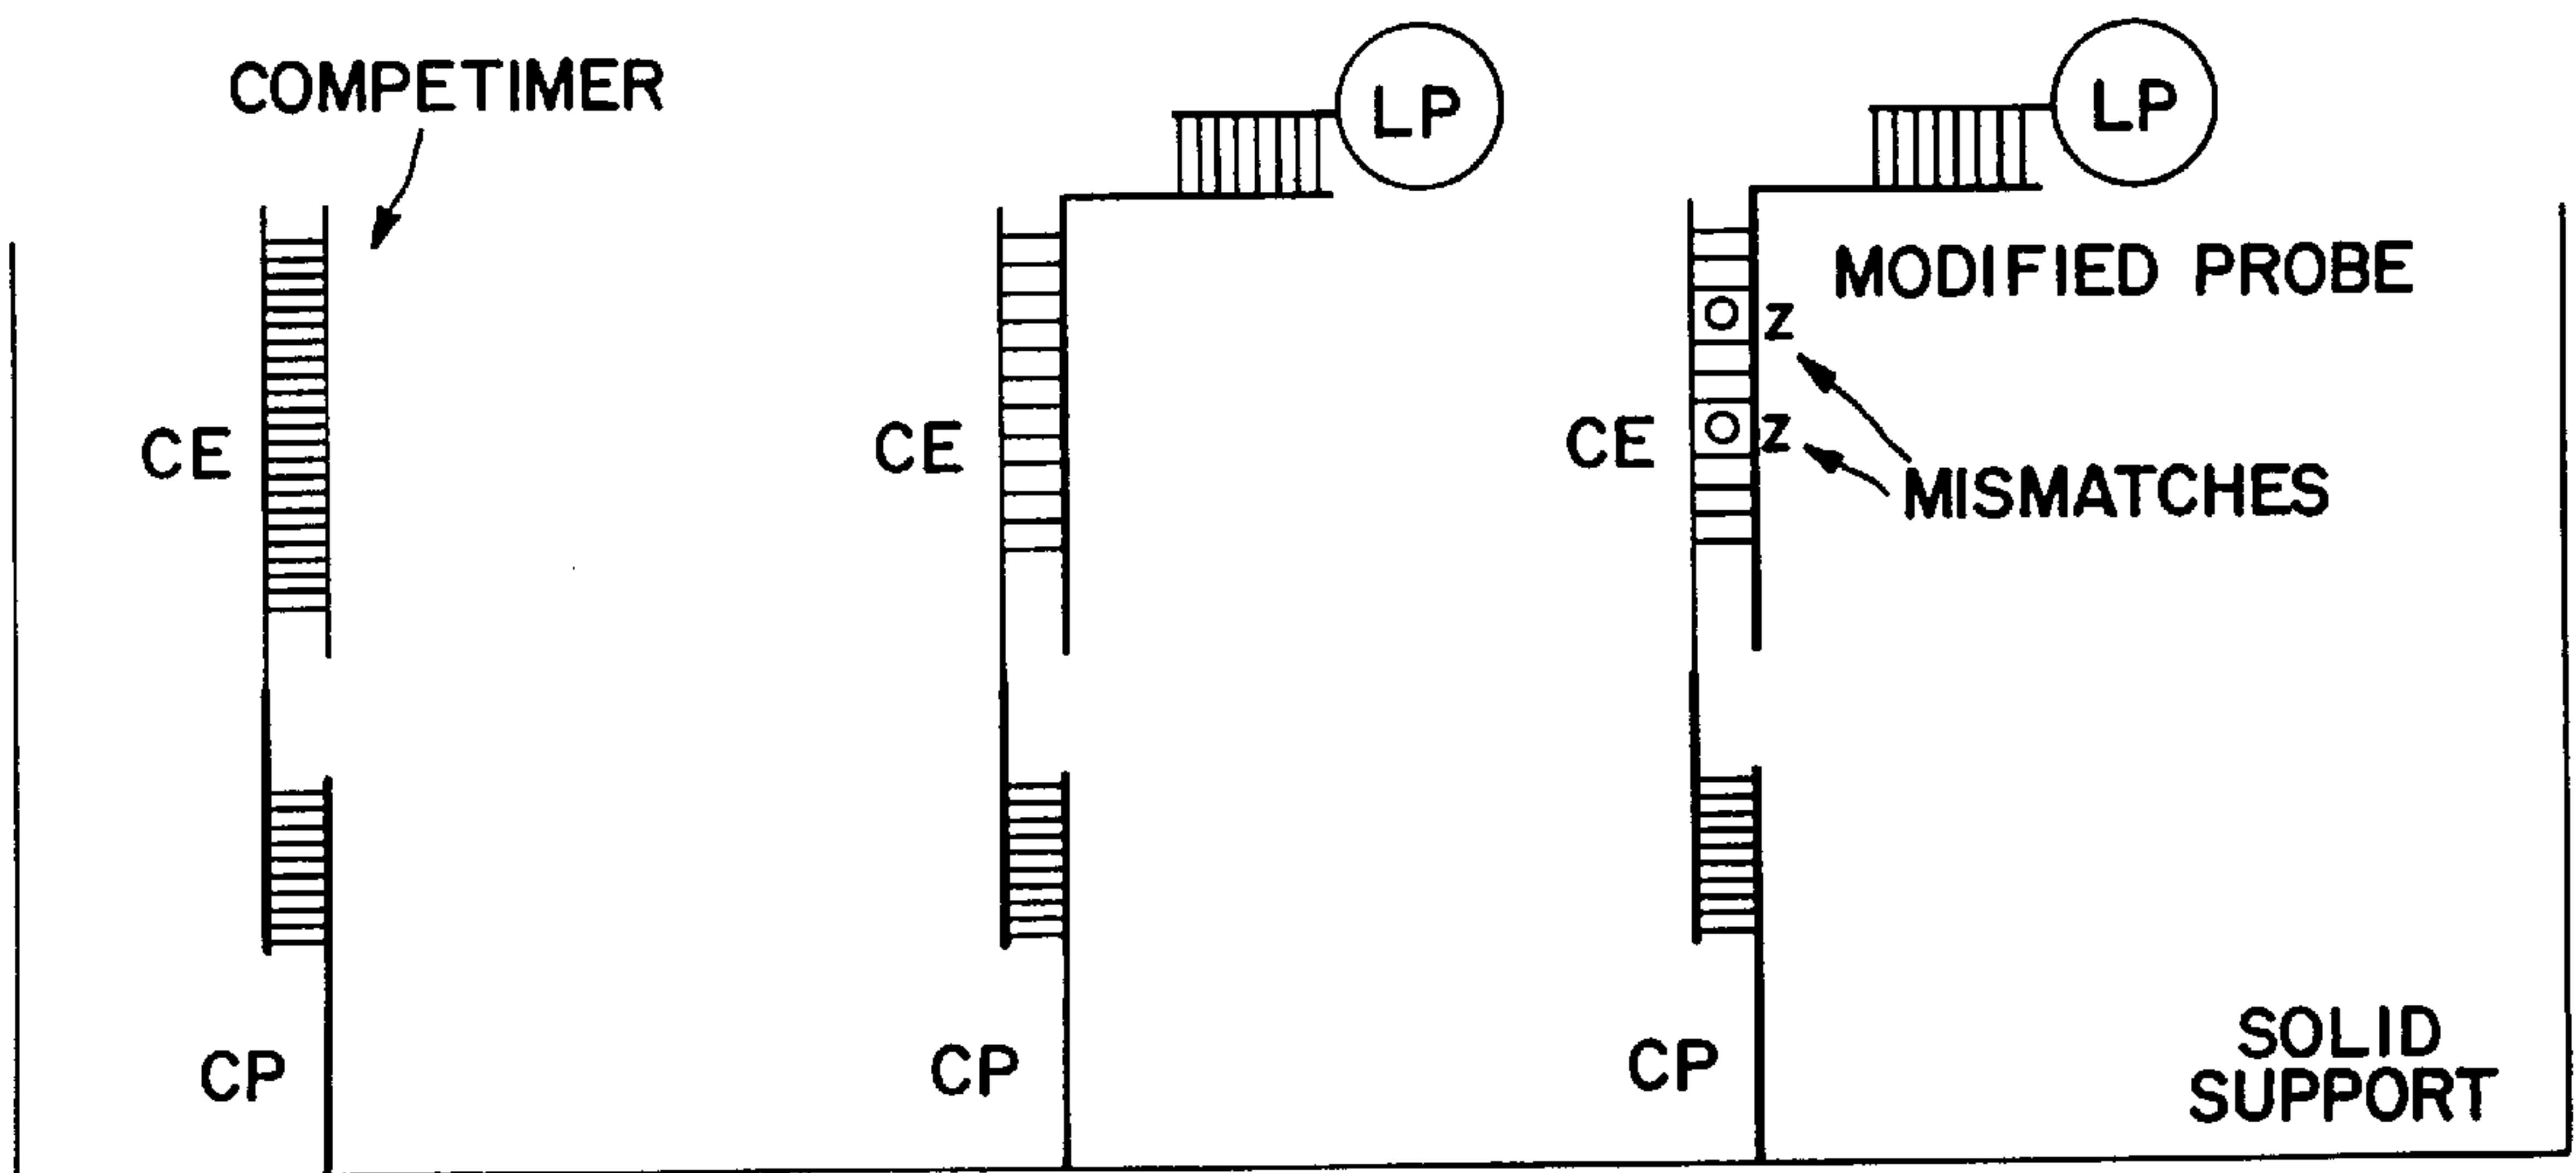 COMPETIMER
LP
LP
MODIFIED PROBE
Z
CE
CE
CE
Z
MISMATCHES
CP
CP
CP
SOLID
SUPPORT